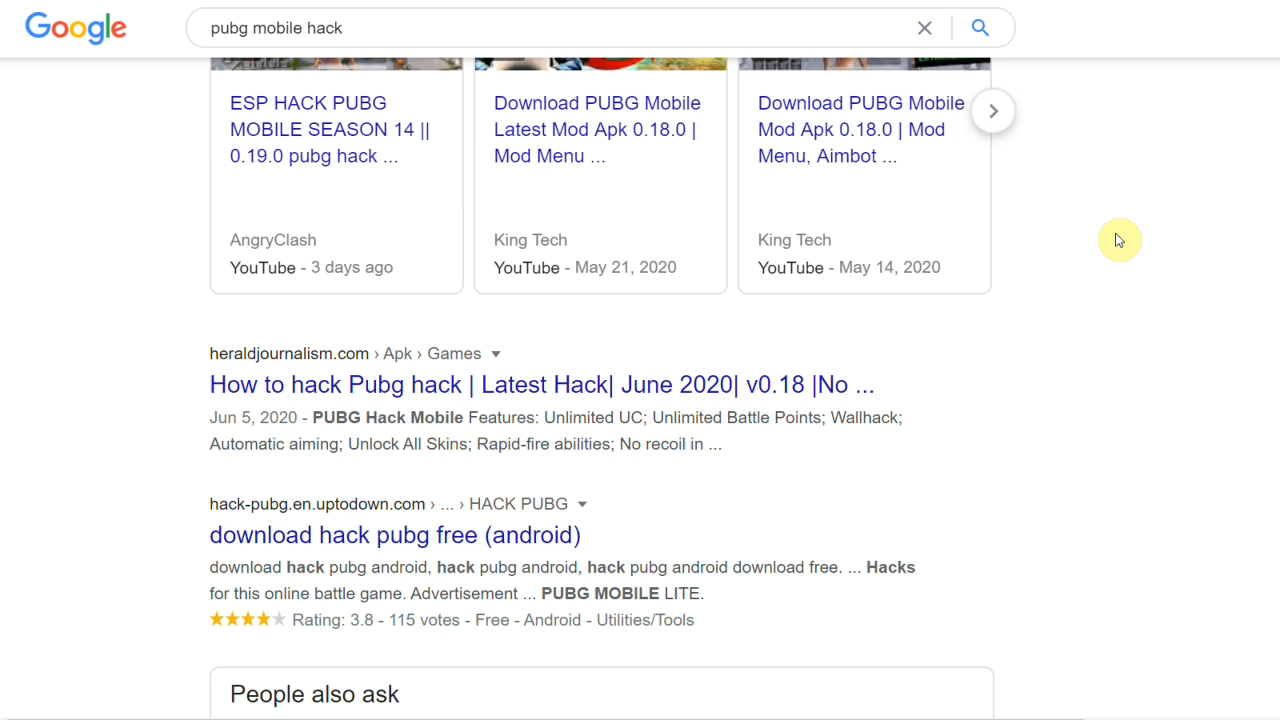 Google
pubg mobile hack
ESP HACK PUBG
MOBILE SEASON 14 ||
0.19.0 pubg hack ...
AngryClash
YouTube - 3 days ago
Download PUBG Mobile
Latest Mod Apk 0.18.0 |
Mod Menu ...
King Tech
YouTube - May 21, 2020
Download PUBG Mobile
Mod Apk 0.18.0 | Mod
Menu, Aimbot ...
King Tech
YouTube - May 14, 2020
heraldjournalism.com › Apk › Games
How to hack Pubg hack | Latest Hack| June 2020| v0.18 |No ...
Jun 5, 2020 - PUBG Hack Mobile Features: Unlimited UC; Unlimited Battle Points; Wallhack;
Automatic aiming; Unlock All Skins; Rapid-fire abilities; No recoil in ...
hack-pubg.en.uptodown.com › ... › HACK PUBG
download hack pubg free (android)
download hack pubg android, hack pubg android, hack pubg android download free. ... Hacks
for this online battle game. Advertisement ... PUBG MOBILE LITE.
Rating: 3.8 - 115 votes - Free - Android - Utilities/Tools
People also ask